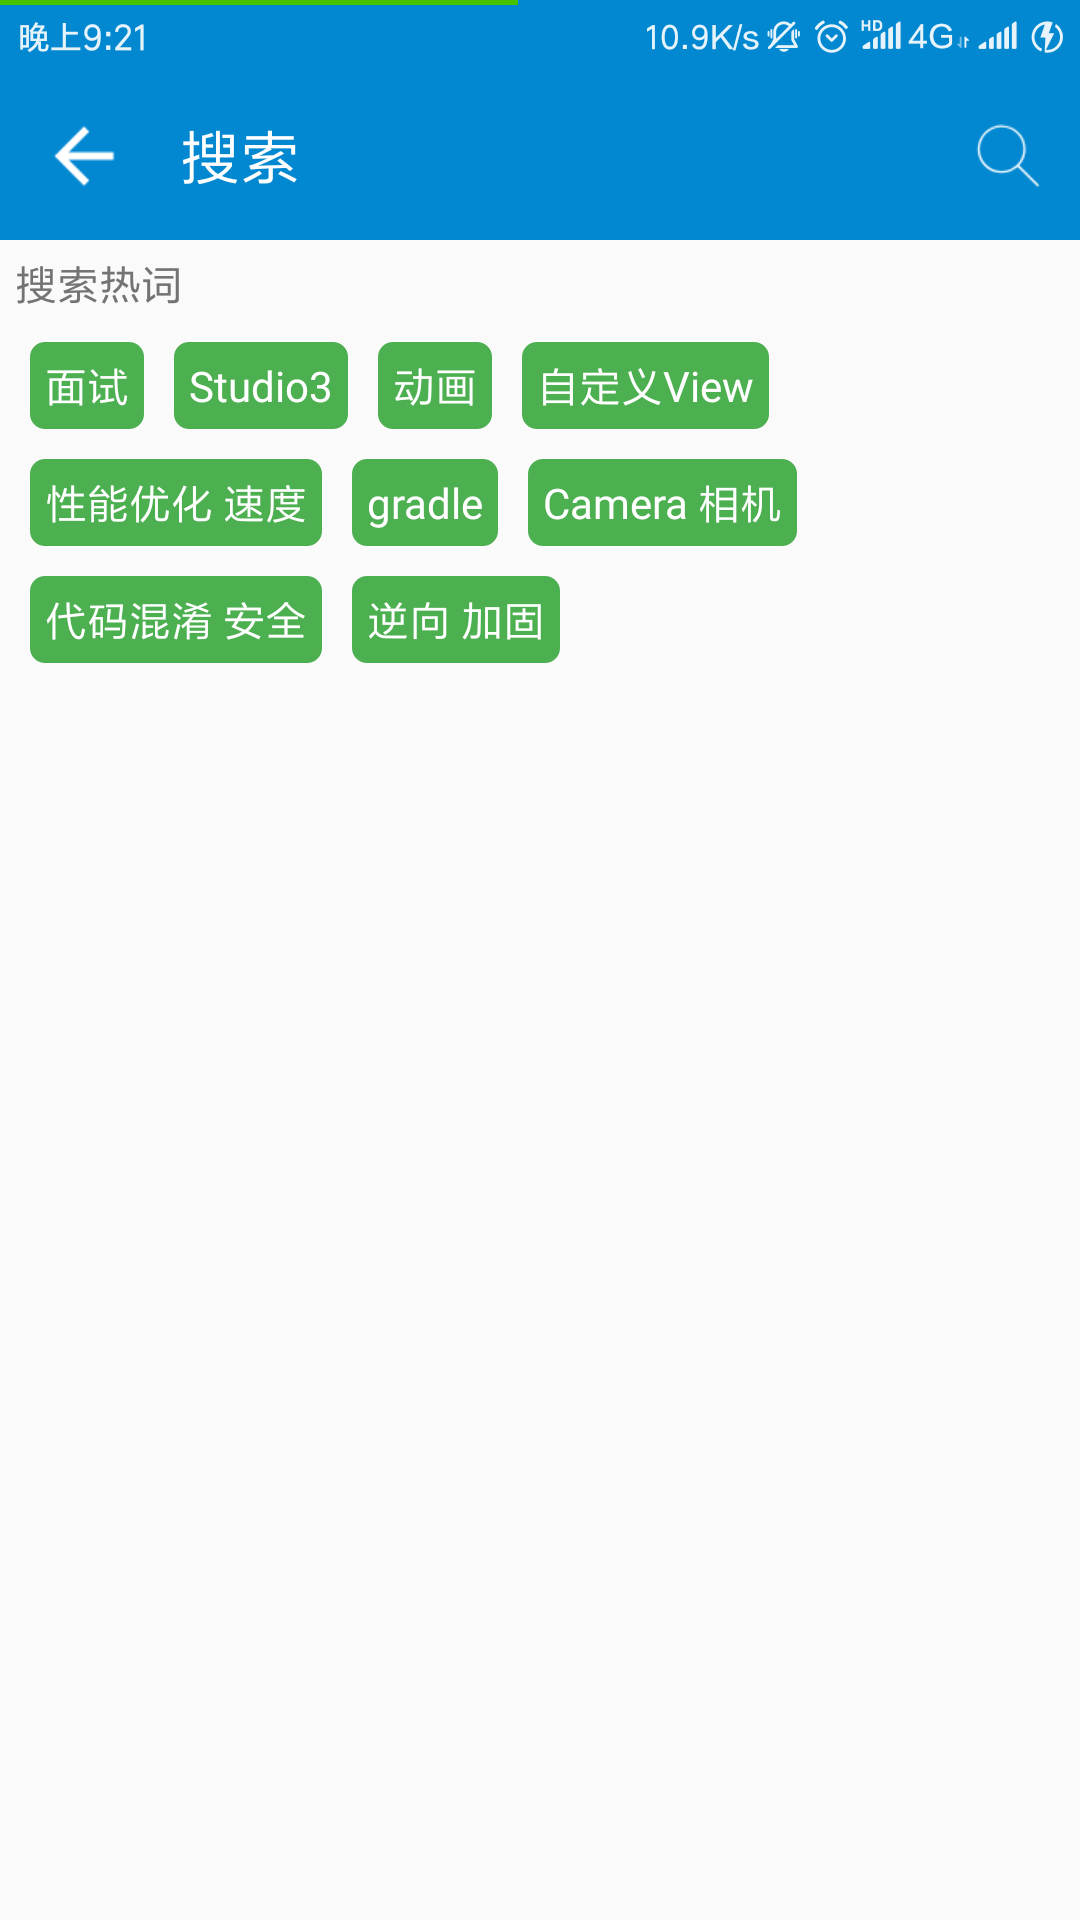 晚上9:21 10.9K/s HD 4G
搜索
搜索热词
面试 Studio3 动画 自定义View
性能优化 速度 gradle Camera 相机
代码混淆 安全 逆向 加固